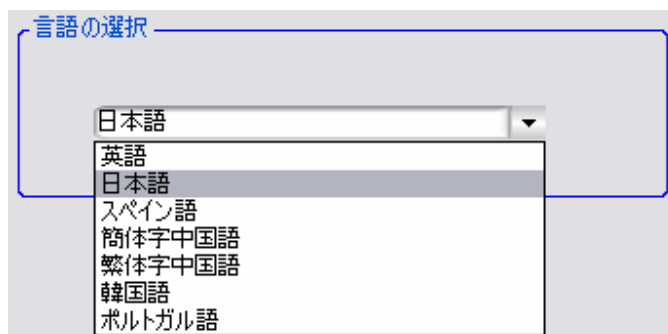 言語の選択
日本語
英語
日本語
スペイン語
簡体字中国語
繁体字中国語
韓国語
ポルトガル語